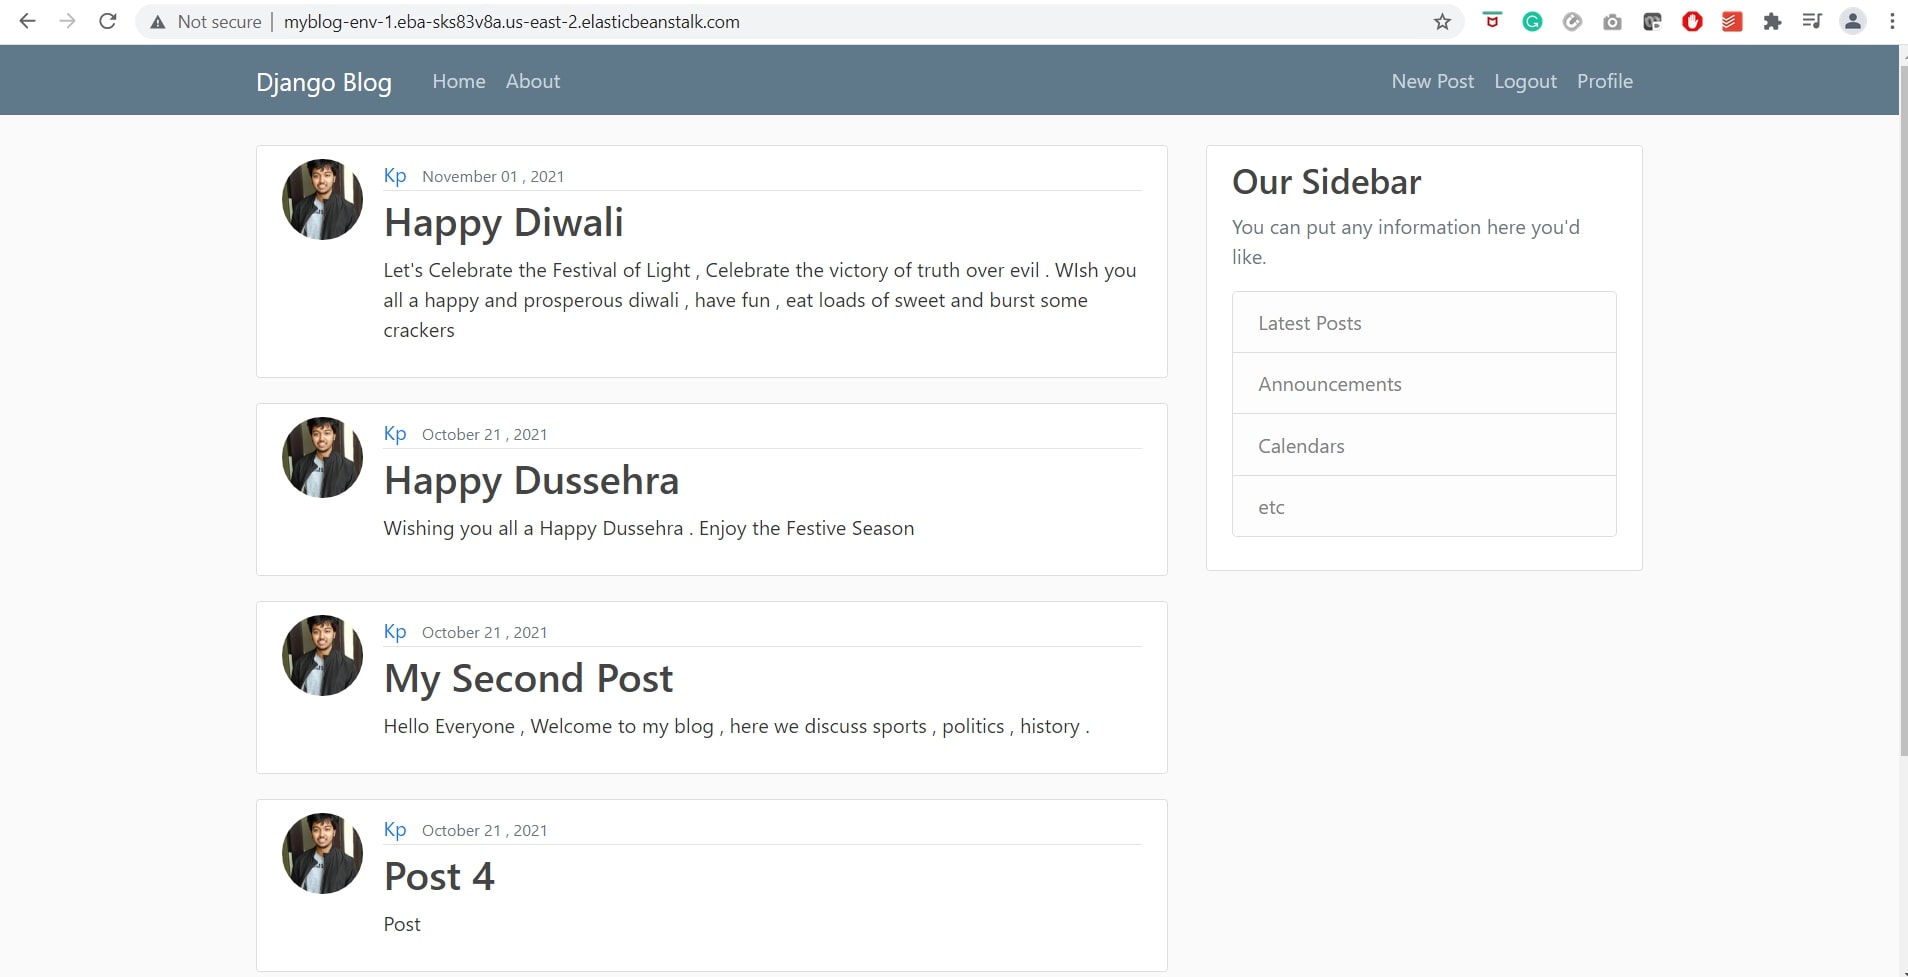 Not secure | myblog-env-1.eba-sks83v8a.us-east-2.elasticbeanstalk.com
Django Blog Home About New Post Logout Profile
Kp November 01 , 2021
Happy Diwali
Let's Celebrate the Festival of Light , Celebrate the victory of truth over evil . WIsh you
all a happy and prosperous diwali , have fun , eat loads of sweet and burst some
crackers
Kp October 21 , 2021
Happy Dussehra
Wishing you all a Happy Dussehra . Enjoy the Festive Season
Kp October 21 , 2021
My Second Post
Hello Everyone , Welcome to my blog , here we discuss sports , politics , history .
Kp October 21 , 2021
Post 4
Post
Our Sidebar
You can put any information here you'd
like.
Latest Posts
Announcements
Calendars
etc